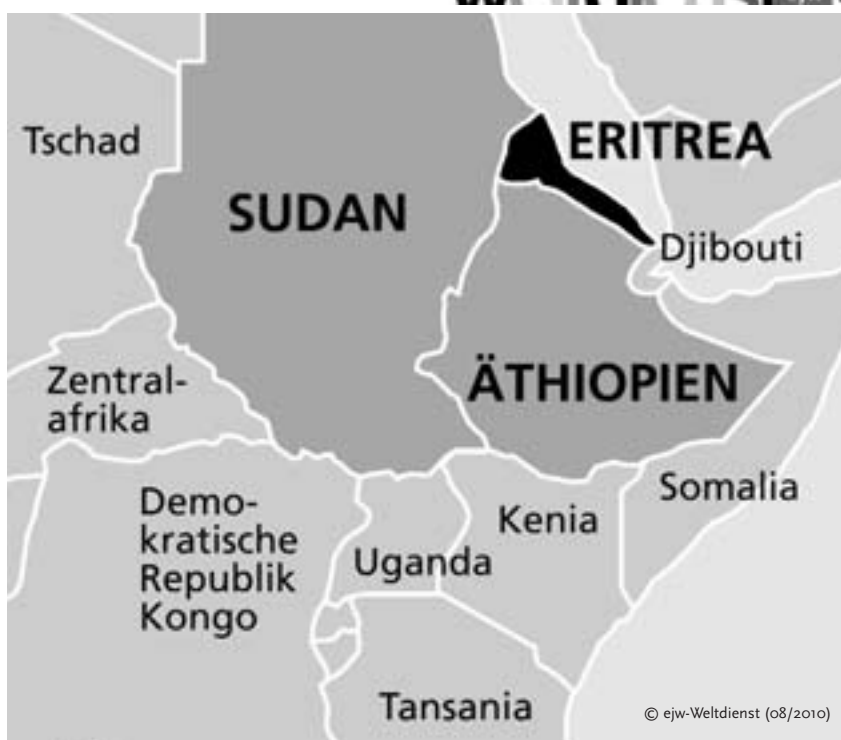 Tschad
ERITREA
SUDAN
Djibouti
Zentral-
afrika
ÄTHIOPIEN
Demo-
kratische
Republik
Kongo
Uganda
Kenia
Somalia
Tansania
© ejw-Weltdienst (08/2010)